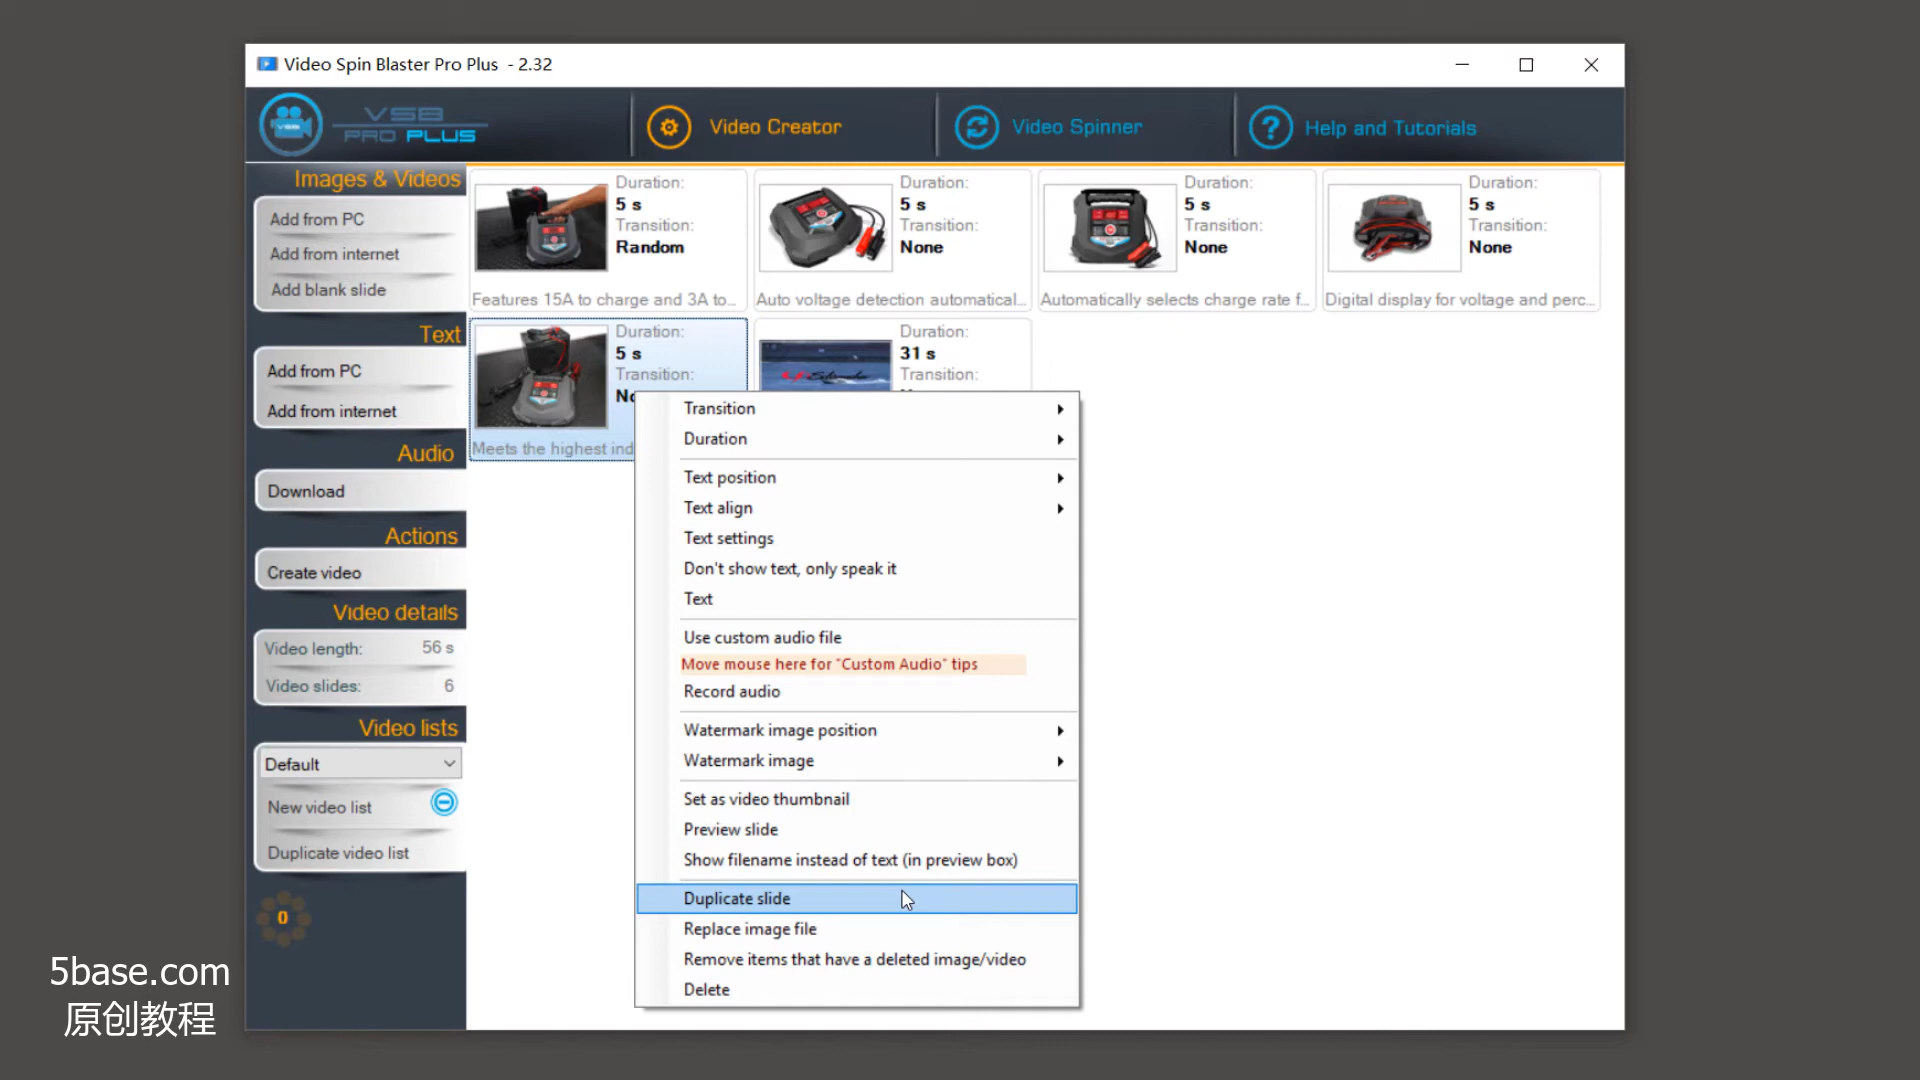 Video Spin Blaster Pro Plus - 2.32
VSB
PRO PLUS
Video Creator
Video Spinner
Help and Tutorials
Images & Videos
Add from PC
Add from internet
Add blank slide
Text
Add from PC
Add from internet
Audio
Download
Actions
Create video
Video details
Video length: 56 s
Video slides: 6
Video lists
Default
New video list
Duplicate video list
0
Duration:
5 s
Transition:
Random
Features 15A to charge and 3A to...
Duration:
5 s
Transition:
None
Auto voltage detection automatical...
Duration:
5 s
Transition:
None
Automatically selects charge rate f...
Duration:
5 s
Transition:
None
Digital display for voltage and perc...
Duration:
5 s
Transition:
Meets the highest ind
Duration:
31 s
Transition:
Transition
Duration
Text position
Text align
Text settings
Don't show text, only speak it
Text
Use custom audio file
Move mouse here for "Custom Audio" tips
Record audio
Watermark image position
Watermark image
Set as video thumbnail
Preview slide
Show filename instead of text (in preview box)
Duplicate slide
Replace image file
Remove items that have a deleted image/video
Delete
5base.com
原创教程